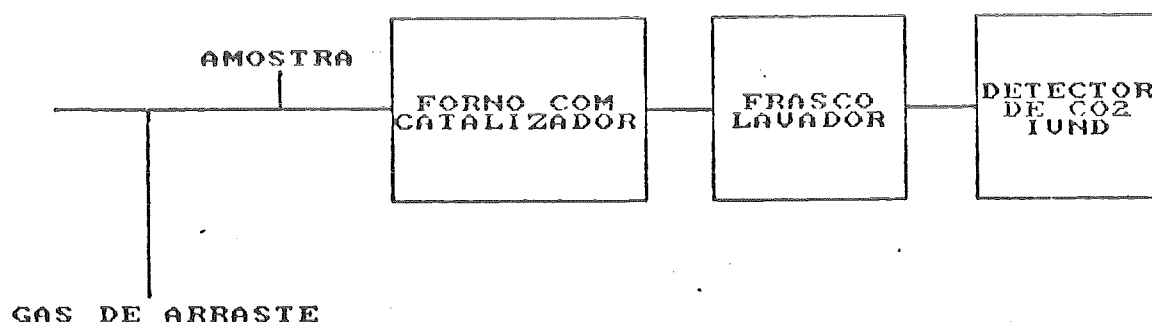 AMOSTRA
FORNO COM
CATALIZADOR
FRASCO
LAVADOR
DETECTOR
DE CO2
IVND
GAS DE ARRASTE